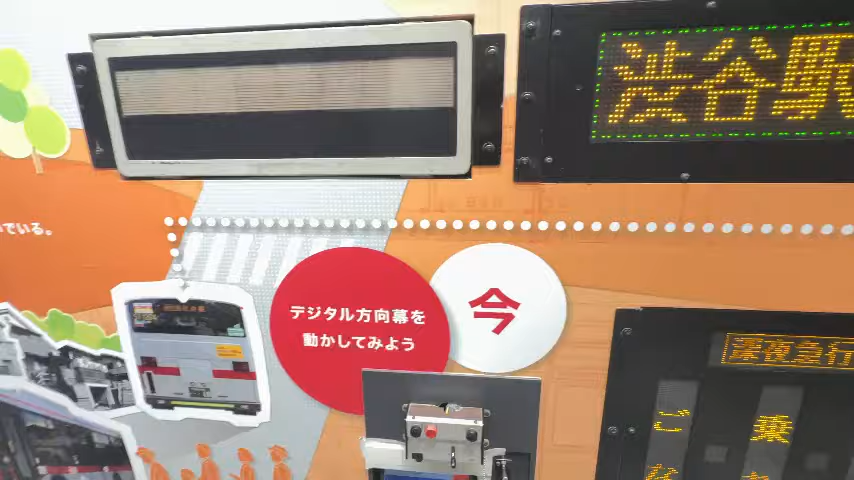 渋谷駅
でいる。
デジタル方向幕を
動かしてみよう
今
深夜急行
ご
乗